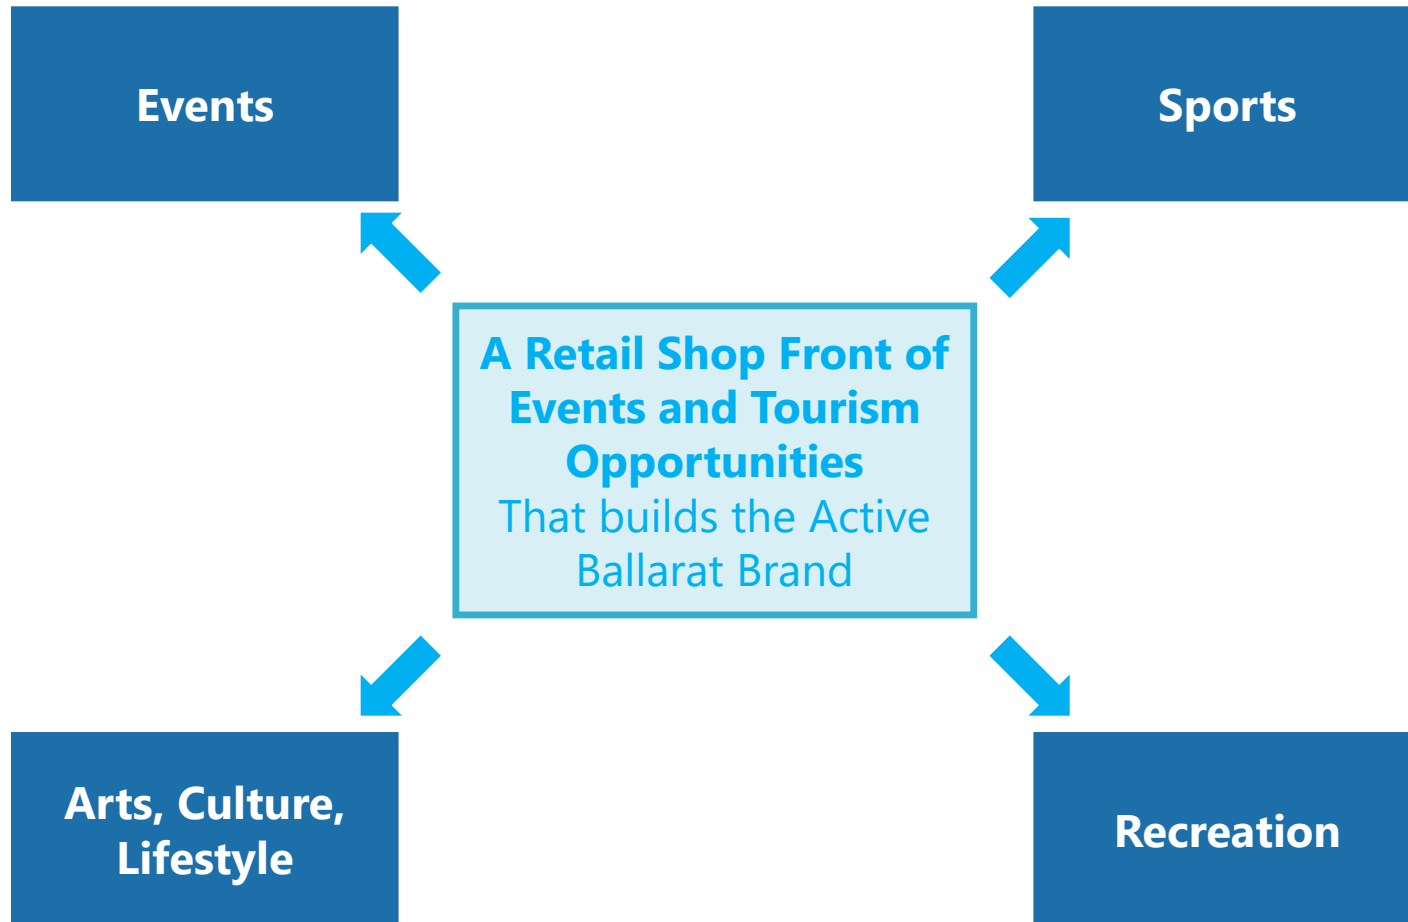 Events
Sports
A Retail Shop Front of
Events and Tourism
Opportunities
That builds the Active
Ballarat Brand
Arts, Culture,
Lifestyle
Recreation